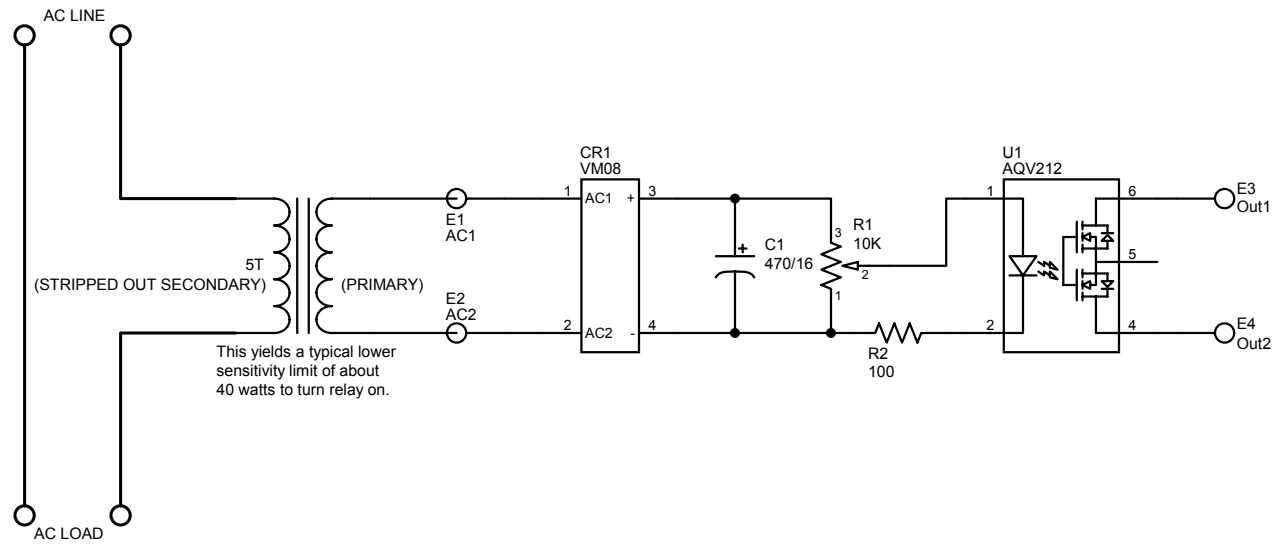 AC LINE
CR1
VM08
U1
AQV212
1
AC1
+
3
E1
AC1
3
R1
10K
2
1
C1
+
470/16
1
6
E3
Out1
5
5T
(STRIPPED OUT SECONDARY)
(PRIMARY)
E2
AC2
2
AC2
-
4
R2
100
2
4
E4
Out2
This yields a typical lower
sensitivity limit of about
40 watts to turn relay on.
AC LOAD